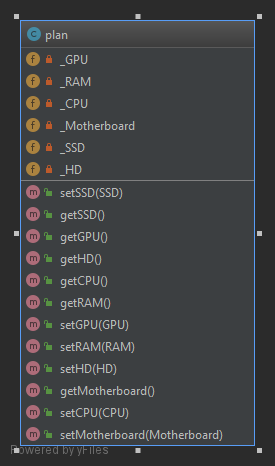 C plan
f _GPU
f _RAM
f _CPU
f _Motherboard
f _SSD
f _HD
m setSSD(SSD)
m getSSD()
m getGPU()
m getHD()
m getCPU()
m getRAM()
m setGPU(GPU)
m setRAM(RAM)
m setHD(HD)
m getMotherboard()
m setCPU(CPU)
m setMotherboard(Motherboard)
Powered by yFiles